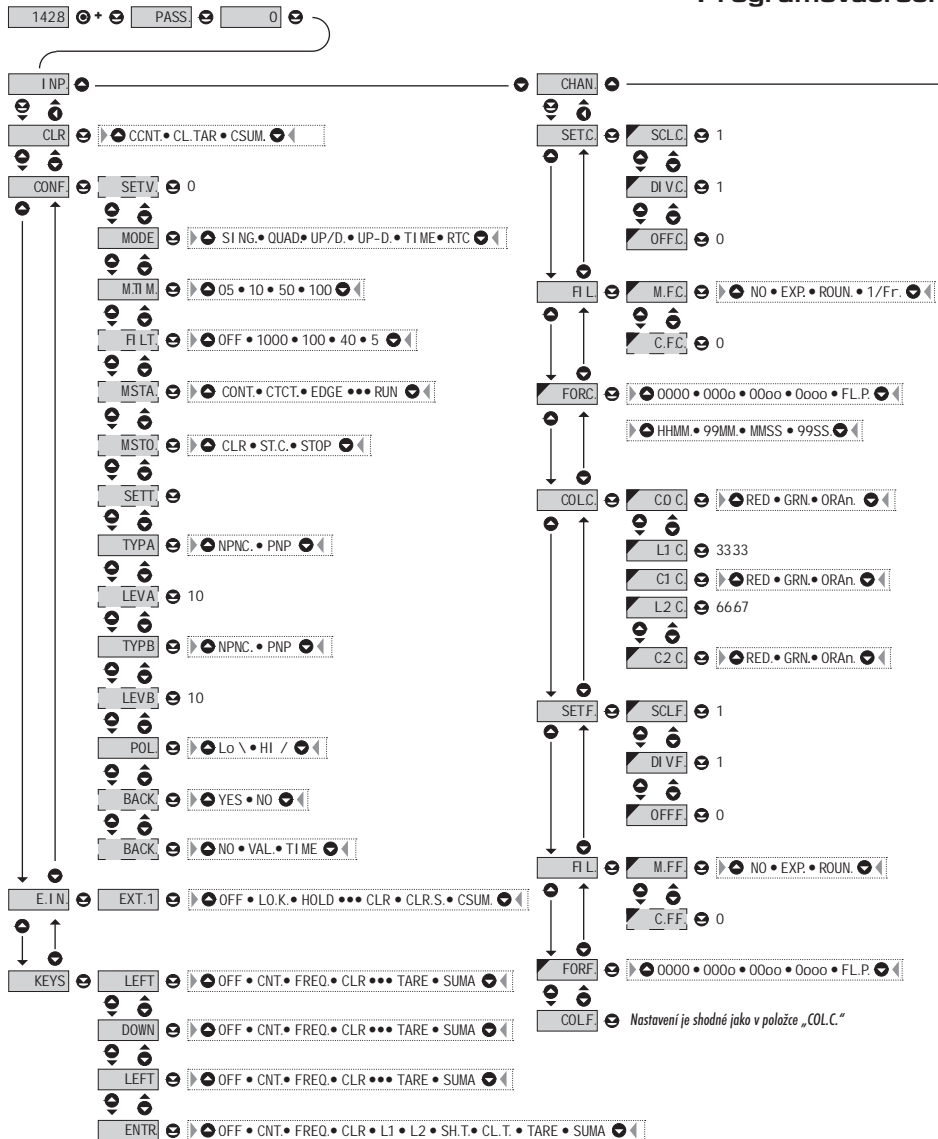 1428 + PASS. 0
INP.
CLR CCNT. • CL.TAR • CSUM.
CONF. SET.V. 0
MODE SING. • QUAD. • UP/D. • UP-D. • TIME • RTC
M.TIM. 05 • 10 • 50 • 100
FILT. OFF • 1000 • 100 • 40 • 5
MSTA. CONT. • CTCT. • EDGE ••• RUN
MSTO. CLR • ST.C. • STOP
SETT.
TYPA NPNC. • PNP
LEV.A 10
TYPB NPNC. • PNP
LEV.B 10
POL. Lo \ • HI /
BACK. YES • NO
BACK. NO • VAL. • TIME
E.IN. EXT.1 OFF • LO.K. • HOLD ••• CLR • CLR.S. • CSUM.
KEYS LEFT OFF • CNT. • FREQ. • CLR ••• TARE • SUMA
DOWN OFF • CNT. • FREQ. • CLR ••• TARE • SUMA
LEFT OFF • CNT. • FREQ. • CLR ••• TARE • SUMA
ENTR. OFF • CNT. • FREQ. • CLR • L1 • L2 • SH.T. • CL.T. • TARE • SUMA
CHAN.
SET.C. SCL.C. 1
DIV.C. 1
OFF.C. 0
FIL. M.F.C. NO • EXP. • ROUN. • 1/Fr.
C.F.C. 0
FORC. 0000 • 000o • 00oo • 0ooo • FL.P.
HHMM. • 99MM. • MMSS • 99SS.
COL.C. CO C. RED • GRN. • ORAn.
L1 C. 3333
C1 C. RED • GRN. • ORAn.
L2 C. 6667
C2 C. RED. • GRN. • ORAn.
SET.F. SCL.F. 1
DIV.F. 1
OFF.F. 0
FIL. M.F.F. NO • EXP. • ROUN.
C.F.F. 0
FORF. 0000 • 000o • 00oo • 0ooo • FL.P.
COL.F. Nastavení je shodné jako v položce „COL.C.“